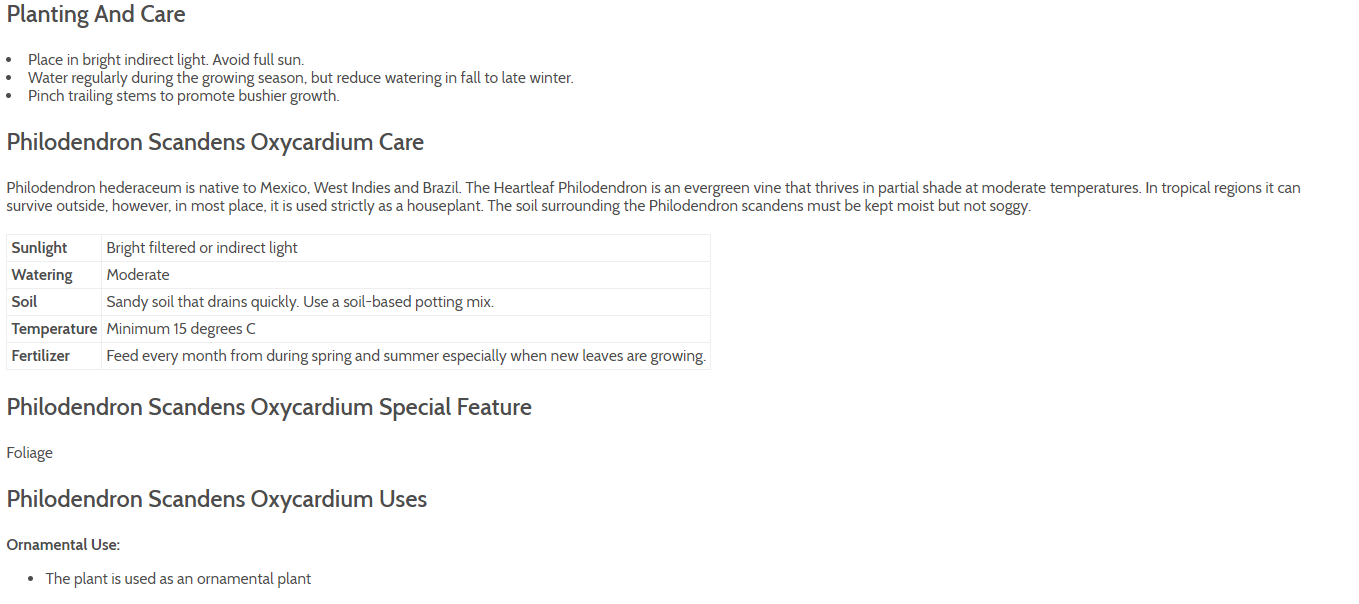 Planting And Care
• Place in bright indirect light. Avoid full sun.
• Water regularly during the growing season, but reduce watering in fall to late winter.
• Pinch trailing stems to promote bushier growth.
Philodendron Scandens Oxycardium Care
Philodendron hederaceum is native to Mexico, West Indies and Brazil. The Heartleaf Philodendron is an evergreen vine that thrives in partial shade at moderate temperatures. In tropical regions it can
survive outside, however, in most place, it is used strictly as a houseplant. The soil surrounding the Philodendron scandens must be kept moist but not soggy.
Sunlight Bright filtered or indirect light
Watering Moderate
Soil Sandy soil that drains quickly. Use a soil-based potting mix.
Temperature Minimum 15 degrees C
Fertilizer Feed every month from during spring and summer especially when new leaves are growing.
Philodendron Scandens Oxycardium Special Feature
Foliage
Philodendron Scandens Oxycardium Uses
Ornamental Use:
• The plant is used as an ornamental plant